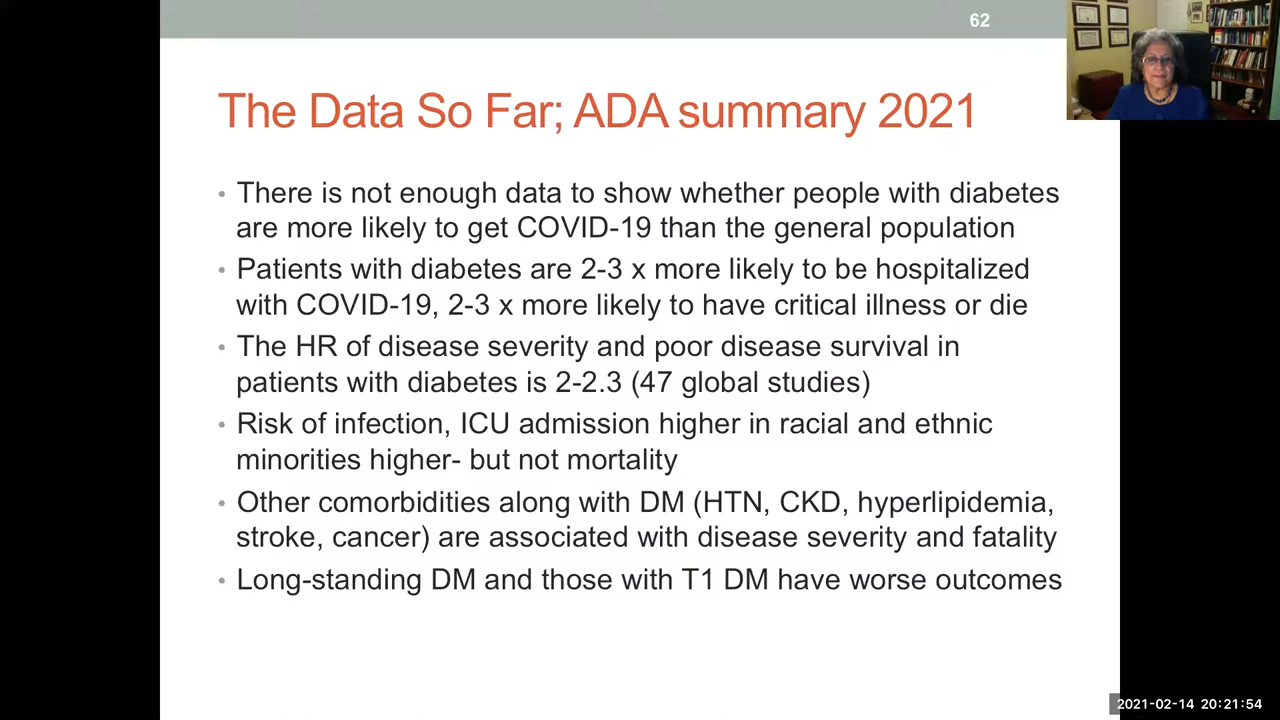 62
The Data So Far; ADA summary 2021
• There is not enough data to show whether people with diabetes
are more likely to get COVID-19 than the general population
• Patients with diabetes are 2-3 x more likely to be hospitalized
with COVID-19, 2-3 x more likely to have critical illness or die
• The HR of disease severity and poor disease survival in
patients with diabetes is 2-2.3 (47 global studies)
• Risk of infection, ICU admission higher in racial and ethnic
minorities higher- but not mortality
• Other comorbidities along with DM (HTN, CKD, hyperlipidemia,
stroke, cancer) are associated with disease severity and fatality
• Long-standing DM and those with T1 DM have worse outcomes
2021-02-14 20:21:54